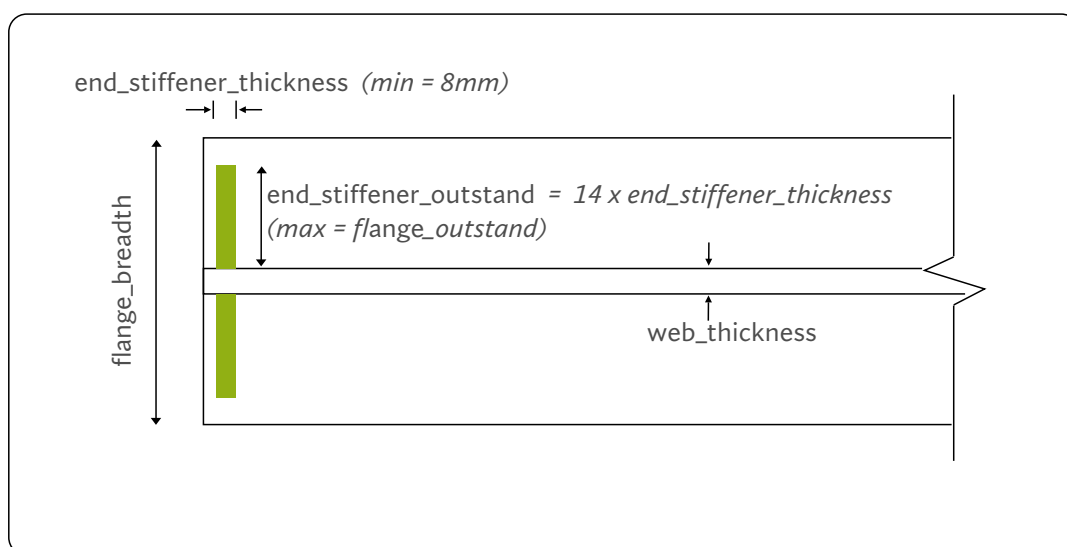 end_stiffener_thickness (min = 8mm)
end_stiffener_outstand = 14 x end_stiffener_thickness
(max = flange_outstand)
flange_breadth
web_thickness